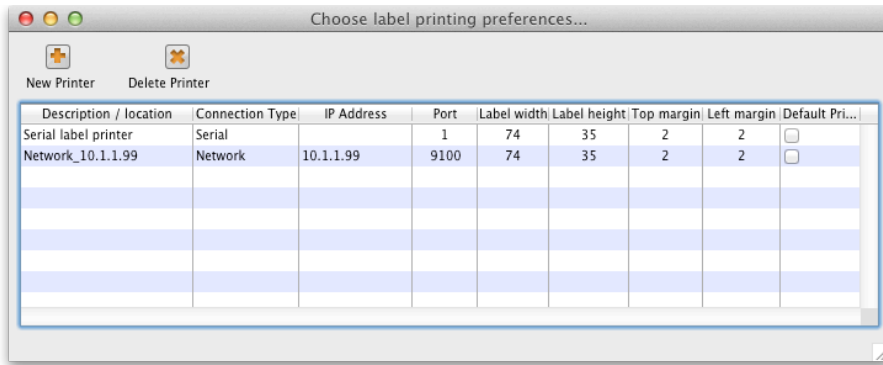 Choose label printing preferences...
New Printer Delete Printer
Description / location Connection Type IP Address Port Label width Label height Top margin Left margin Default Pri...
Serial label printer Serial 1 74 35 2 2
Network_10.1.1.99 Network 10.1.1.99 9100 74 35 2 2